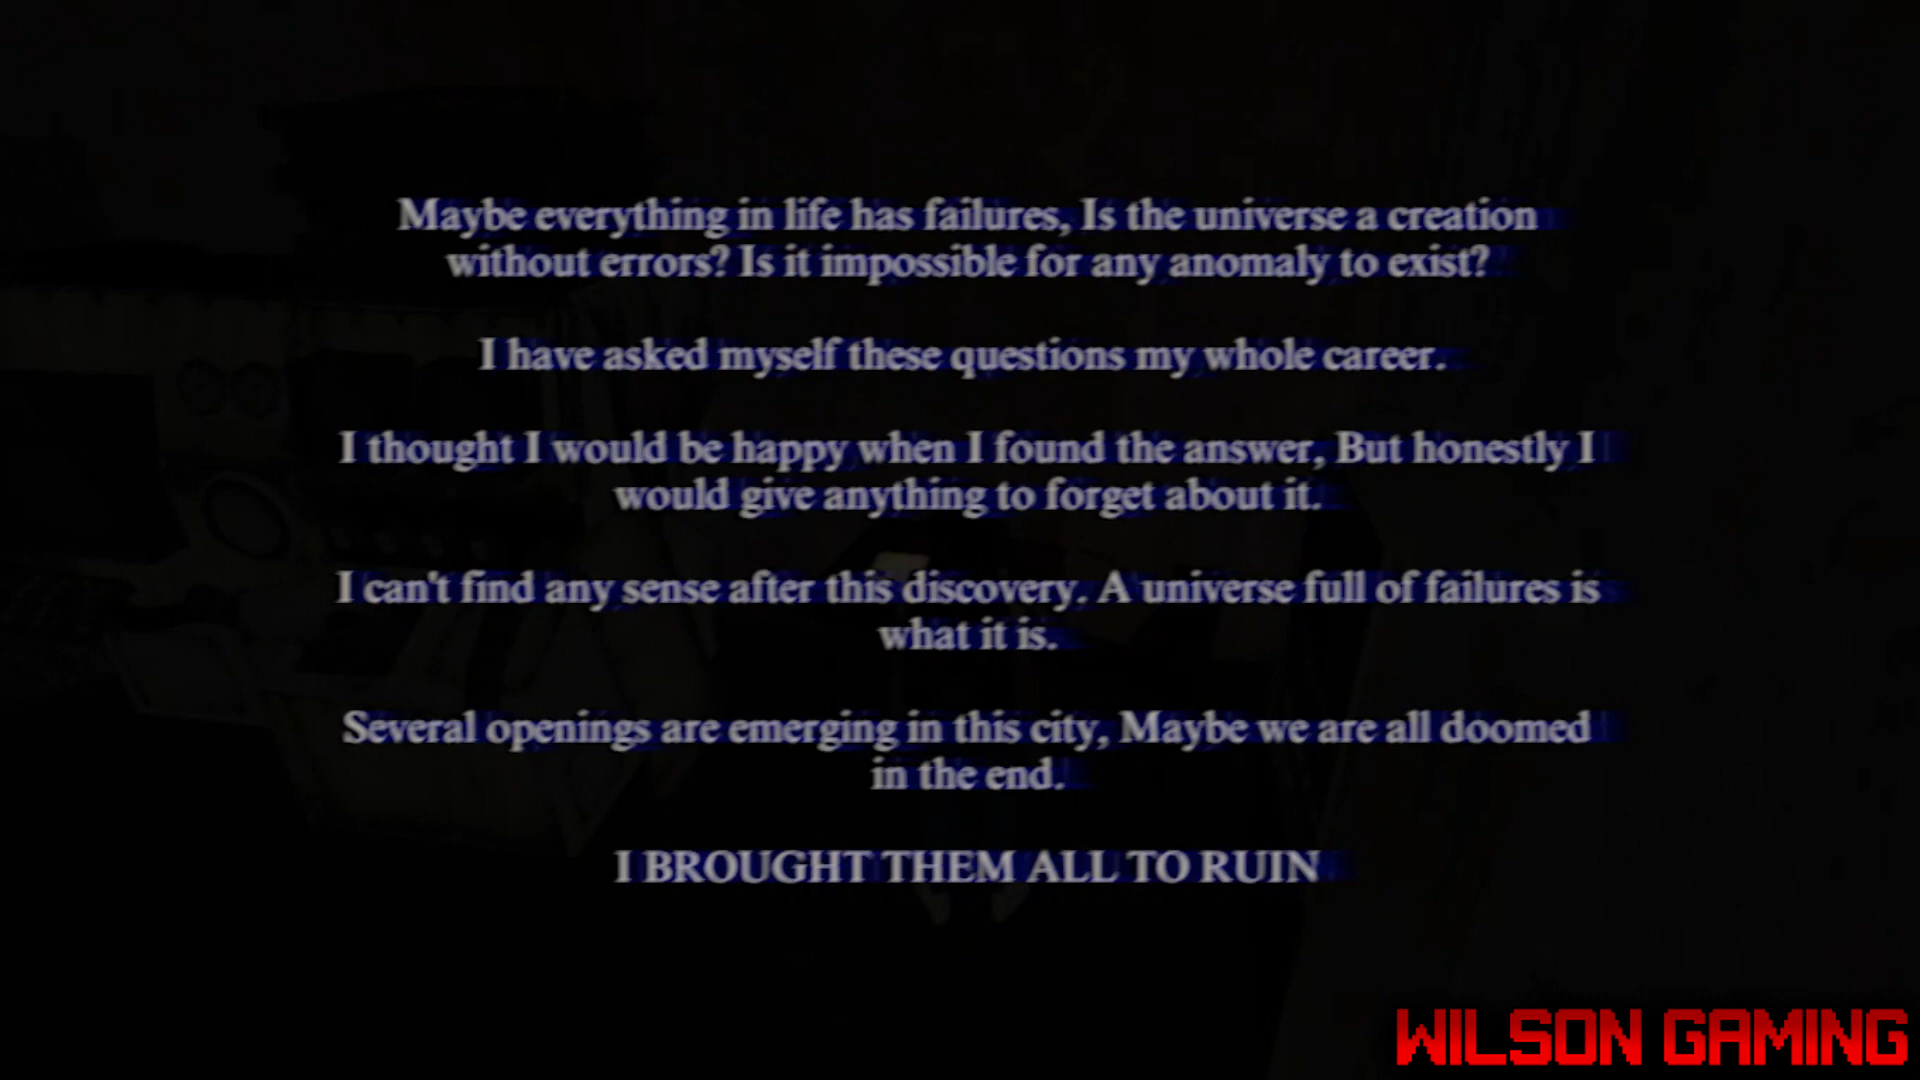 Maybe everything in life has failures, Is the universe a creation
without errors? Is it impossible for any anomaly to exist?
I have asked myself these questions my whole career.
I thought I would be happy when I found the answer, But honestly I
would give anything to forget about it.
I can't find any sense after this discovery. A universe full of failures is
what it is.
Several openings are emerging in this city, Maybe we are all doomed
in the end.
I BROUGHT THEM ALL TO RUIN
WILSON GAMING